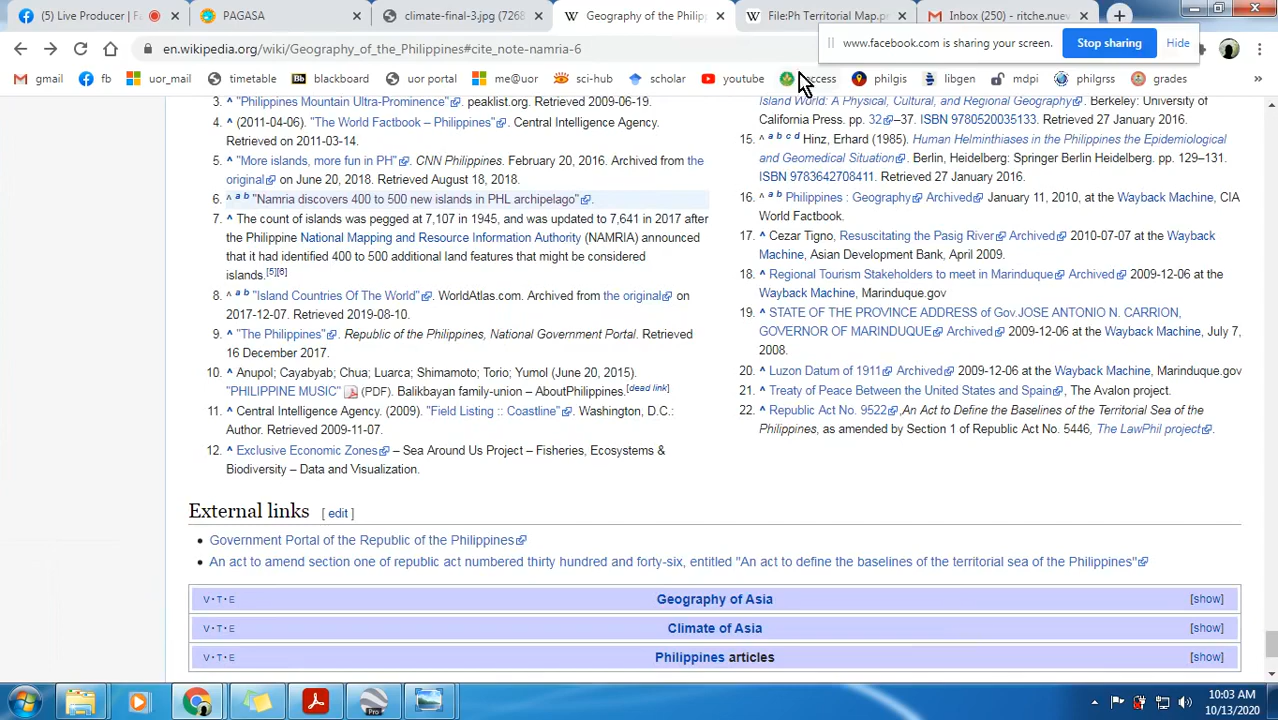 (5) Live Producer | Fa
PAGASA
climate-final-3.jpg (7268
Geography of the Philipp
File:Ph Territorial Map.pn
Inbox (250) - ritche.nuev
en.wikipedia.org/wiki/Geography_of_the_Philippines#cite_note-namria-6
www.facebook.com is sharing your screen.
Stop sharing
Hide
gmail
fb
uor_mail
timetable
blackboard
uor portal
me@uor
sci-hub
scholar
youtube
philgis
libgen
mdpi
philgrss
grades
3. ^ "Philippines Mountain Ultra-Prominence". peaklist.org. Retrieved 2009-06-19.
4. ^ (2011-04-06). "The World Factbook – Philippines". Central Intelligence Agency.
Retrieved on 2011-03-14.
5. ^ "More islands, more fun in PH". CNN Philippines. February 20, 2016. Archived from the
original on June 20, 2018. Retrieved August 18, 2018.
6. ^ a b "Namria discovers 400 to 500 new islands in PHL archipelago".
7. ^ The count of islands was pegged at 7,107 in 1945, and was updated to 7,641 in 2017 after
the Philippine National Mapping and Resource Information Authority (NAMRIA) announced
that it had identified 400 to 500 additional land features that might be considered
islands.[5][6]
8. ^ a b "Island Countries Of The World". WorldAtlas.com. Archived from the original on
2017-12-07. Retrieved 2019-08-10.
9. ^ "The Philippines". Republic of the Philippines, National Government Portal. Retrieved
16 December 2017.
10. ^ Anupol; Cayabyab; Chua; Luarca; Shimamoto; Torio; Yumol (June 20, 2015).
"PHILIPPINE MUSIC" (PDF). Balikbayan family-union – AboutPhilippines.[dead link]
11. ^ Central Intelligence Agency. (2009). "Field Listing :: Coastline". Washington, D.C.:
Author. Retrieved 2009-11-07.
12. ^ Exclusive Economic Zones – Sea Around Us Project – Fisheries, Ecosystems &
Biodiversity – Data and Visualization.
Island World: A Physical, Cultural, and Regional Geography. Berkeley: University of
California Press. pp. 32–37. ISBN 9780520035133. Retrieved 27 January 2016.
15. ^ a b c d Hinz, Erhard (1985). Human Helminthiases in the Philippines the Epidemiological
and Geomedical Situation. Berlin, Heidelberg: Springer Berlin Heidelberg. pp. 129–131.
ISBN 9783642708411. Retrieved 27 January 2016.
16. ^ a b Philippines : Geography Archived January 11, 2010, at the Wayback Machine, CIA
World Factbook.
17. ^ Cezar Tigno, Resuscitating the Pasig River Archived 2010-07-07 at the Wayback
Machine, Asian Development Bank, April 2009.
18. ^ Regional Tourism Stakeholders to meet in Marinduque Archived 2009-12-06 at the
Wayback Machine, Marinduque.gov
19. ^ STATE OF THE PROVINCE ADDRESS of Gov.JOSE ANTONIO N. CARRION,
GOVERNOR OF MARINDUQUE Archived 2009-12-06 at the Wayback Machine, July 7,
2008.
20. ^ Luzon Datum of 1911 Archived 2009-12-06 at the Wayback Machine, Marinduque.gov
21. ^ Treaty of Peace Between the United States and Spain, The Avalon project.
22. ^ Republic Act No. 9522,An Act to Define the Baselines of the Territorial Sea of the
Philippines, as amended by Section 1 of Republic Act No. 5446, The LawPhil project.
External links [ edit ]
Government Portal of the Republic of the Philippines
An act to amend section one of republic act numbered thirty hundred and forty-six, entitled "An act to define the baselines of the territorial sea of the Philippines"
V·T·E Geography of Asia [show]
V·T·E Climate of Asia [show]
V·T·E Philippines articles [show]
Pro
10:03 AM
10/13/2020